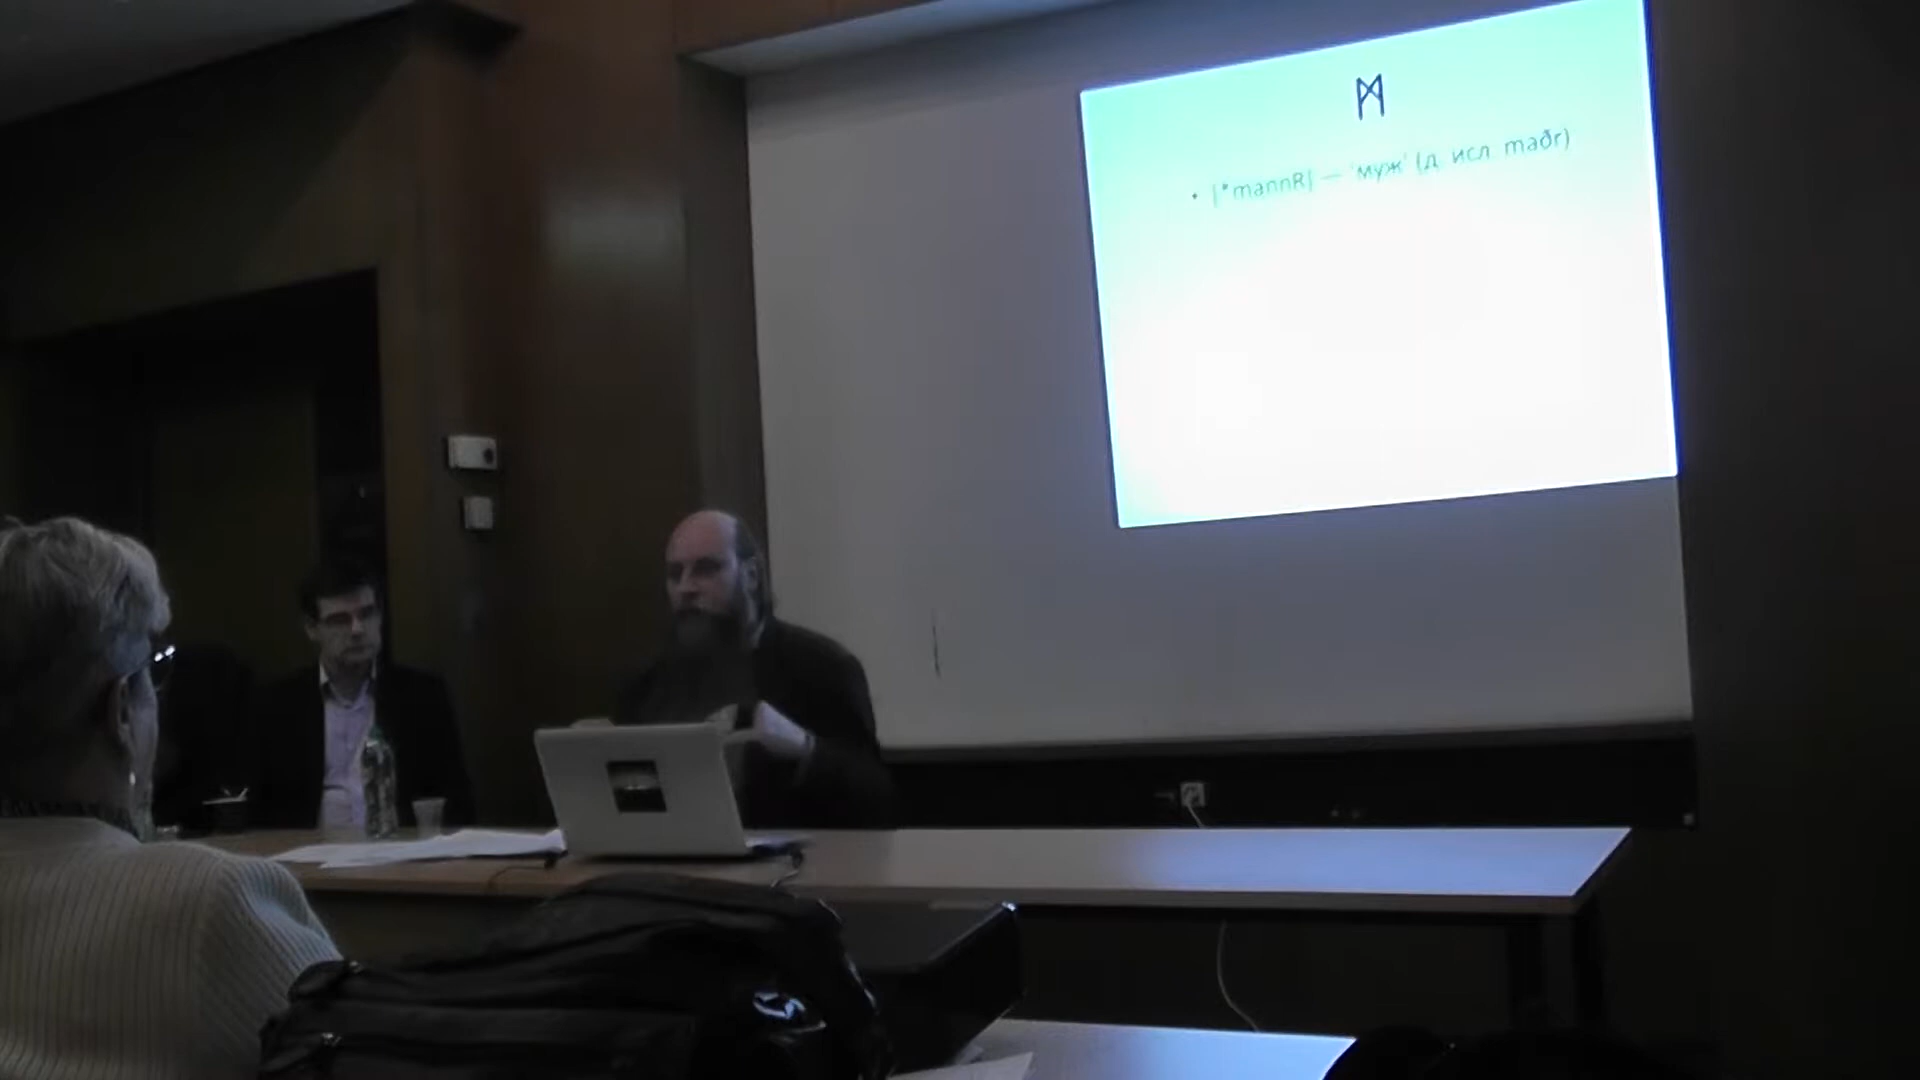 ᛗ
• |*mannR| — 'муж' (д. исл. maðr)